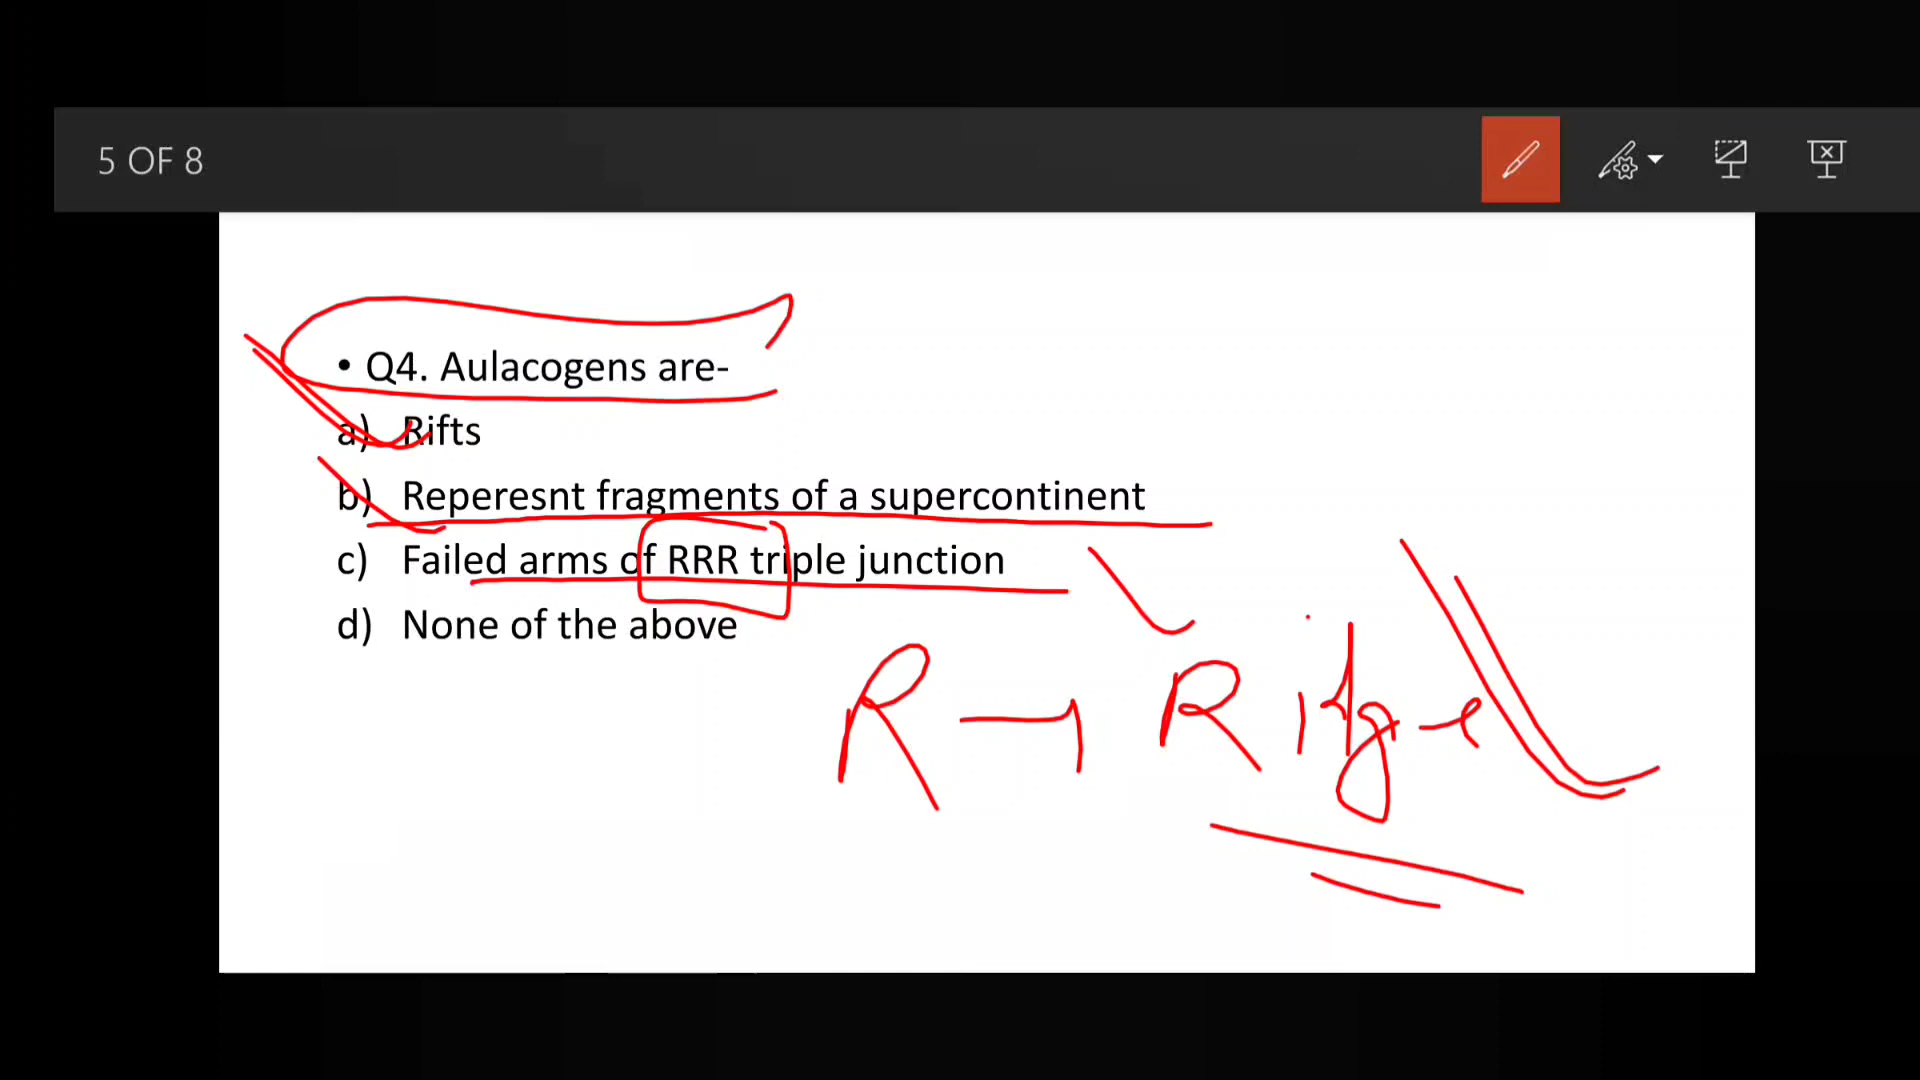 5 OF 8
• Q4. Aulacogens are-
a) Rifts
b) Reperesnt fragments of a supercontinent
c) Failed arms of RRR triple junction
d) None of the above
R → Ridge